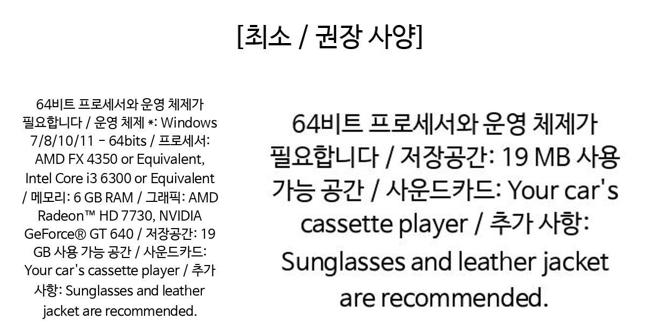 [최소 / 권장 사양]
64비트 프로세서와 운영 체제가
필요합니다 / 운영 체제 *: Windows
7/8/10/11 - 64bits / 프로세서:
AMD FX 4350 or Equivalent,
Intel Core i3 6300 or Equivalent
/ 메모리: 6 GB RAM / 그래픽: AMD
Radeon™ HD 7730, NVIDIA
GeForce® GT 640 / 저장공간: 19
GB 사용 가능 공간 / 사운드카드:
Your car's cassette player / 추가
사항: Sunglasses and leather
jacket are recommended.
64비트 프로세서와 운영 체제가
필요합니다 / 저장공간: 19 MB 사용
가능 공간 / 사운드카드: Your car's
cassette player / 추가 사항:
Sunglasses and leather jacket
are recommended.